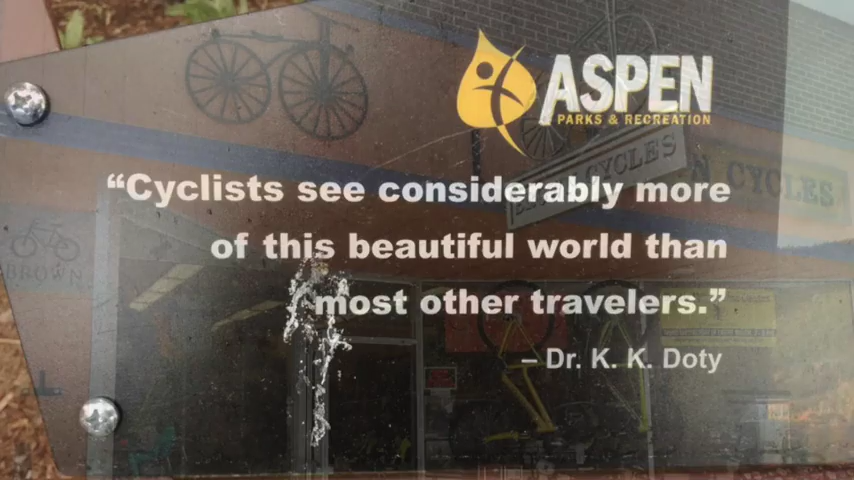 ASPEN
PARKS & RECREATION
CYCLES
CYCLES
“Cyclists see considerably more
of this beautiful world than
most other travelers.”
– Dr. K. K. Doty
BROWN